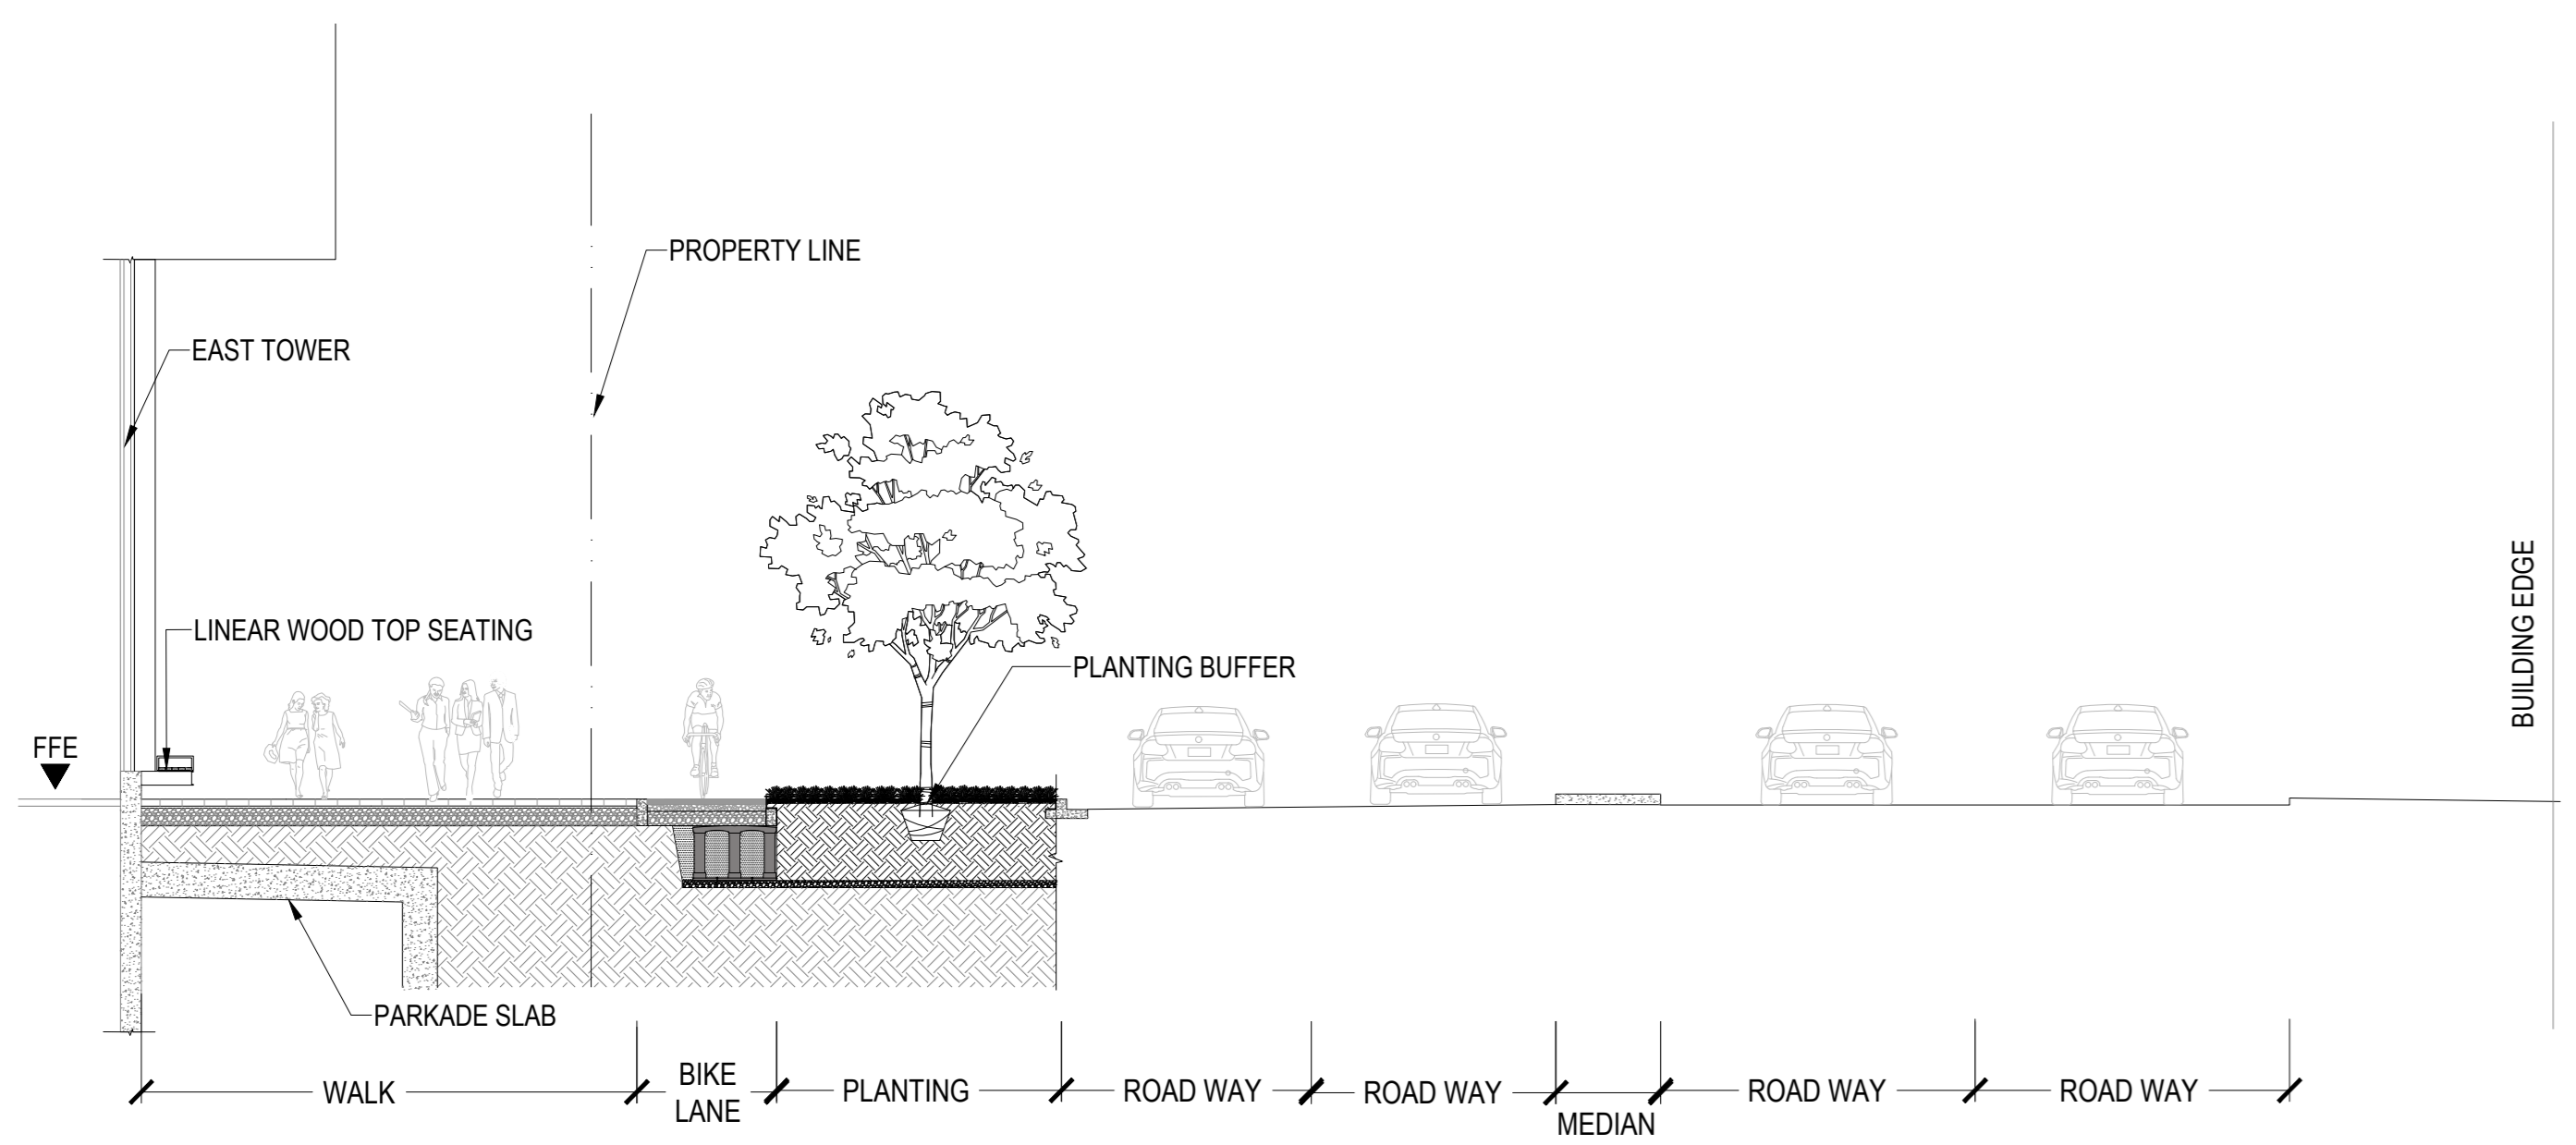 PROPERTY LINE
EAST TOWER
BUILDING EDGE
LINEAR WOOD TOP SEATING
PLANTING BUFFER
FFE
PARKADE SLAB
WALK
BIKE
LANE
PLANTING
ROAD WAY
ROAD WAY
MEDIAN
ROAD WAY
ROAD WAY